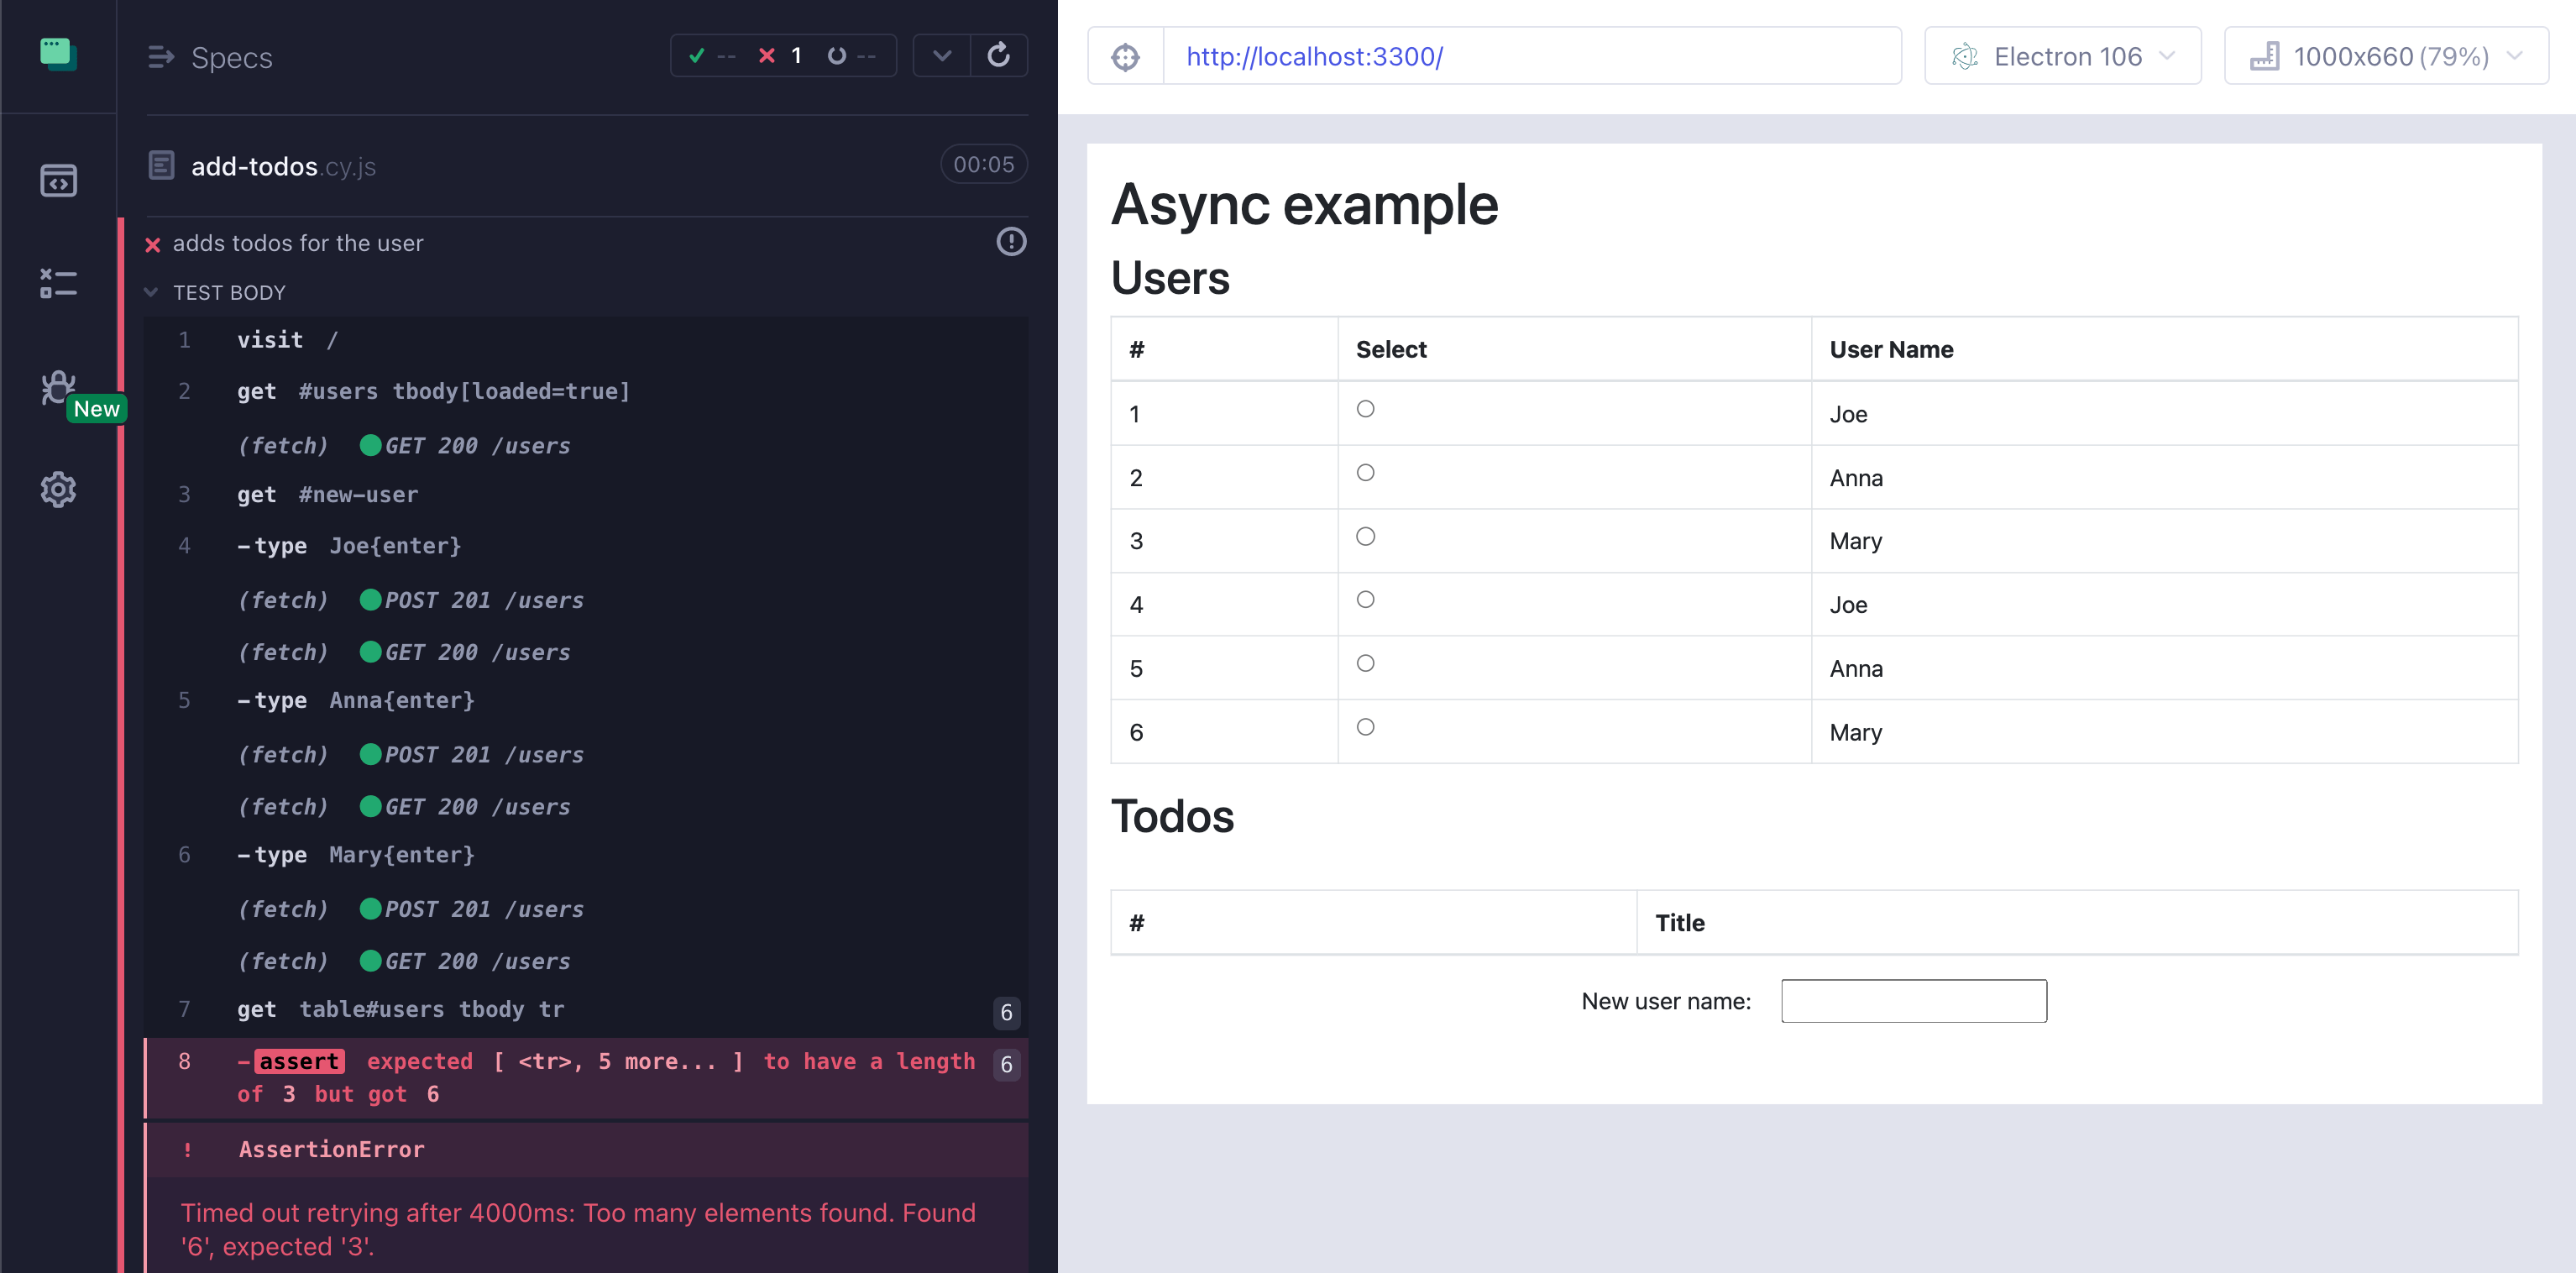 Specs
-- 1 --
add-todos.cy.js 00:05
adds todos for the user
TEST BODY
1 visit /
2 get #users tbody[loaded=true]
(fetch) GET 200 /users
3 get #new-user
4 -type Joe{enter}
(fetch) POST 201 /users
(fetch) GET 200 /users
5 -type Anna{enter}
(fetch) POST 201 /users
(fetch) GET 200 /users
6 -type Mary{enter}
(fetch) POST 201 /users
(fetch) GET 200 /users
7 get table#users tbody tr 6
8 -assert expected [ <tr>, 5 more... ] to have a length 6
of 3 but got 6
! AssertionError
Timed out retrying after 4000ms: Too many elements found. Found
'6', expected '3'.
New
http://localhost:3300/
Electron 106
1000x660 (79%)
Async example
Users
# Select User Name
1 Joe
2 Anna
3 Mary
4 Joe
5 Anna
6 Mary
Todos
# Title
New user name: